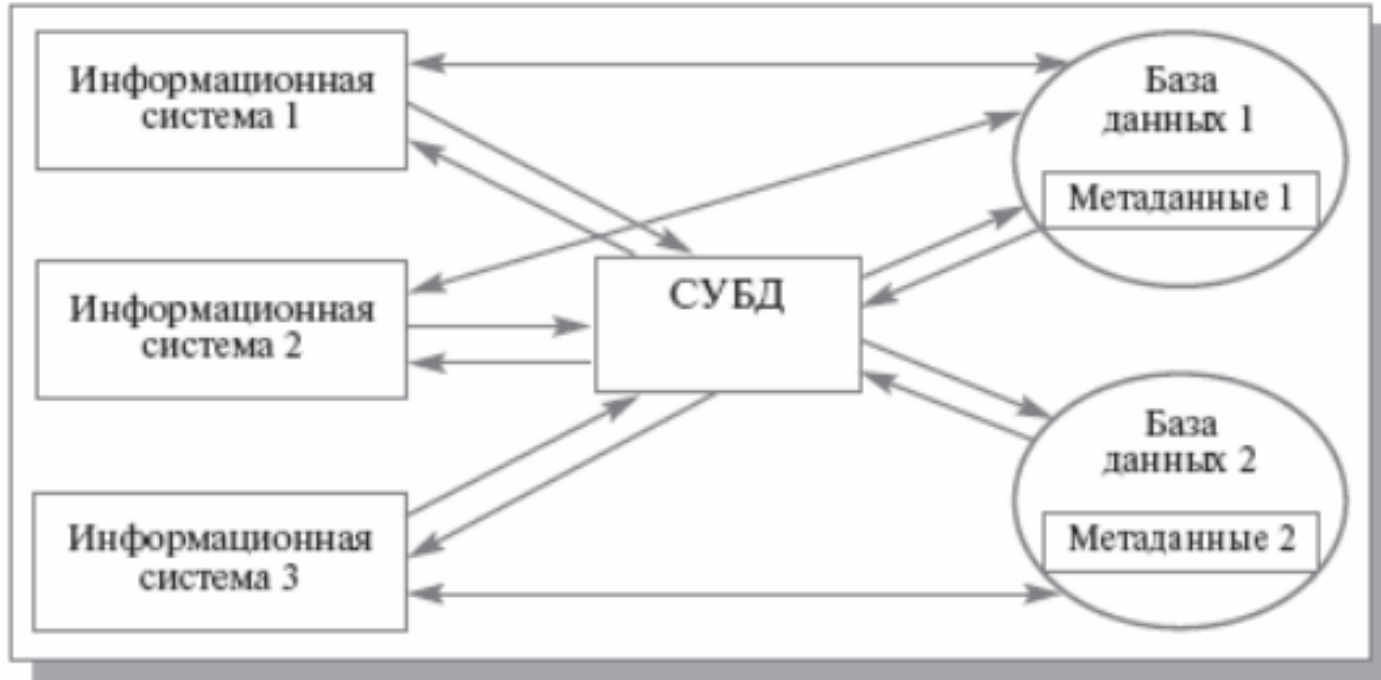 Информационная
система 1
База
данных 1
Метаданные 1
Информационная
система 2
СУБД
База
данных 2
Метаданные 2
Информационная
система 3